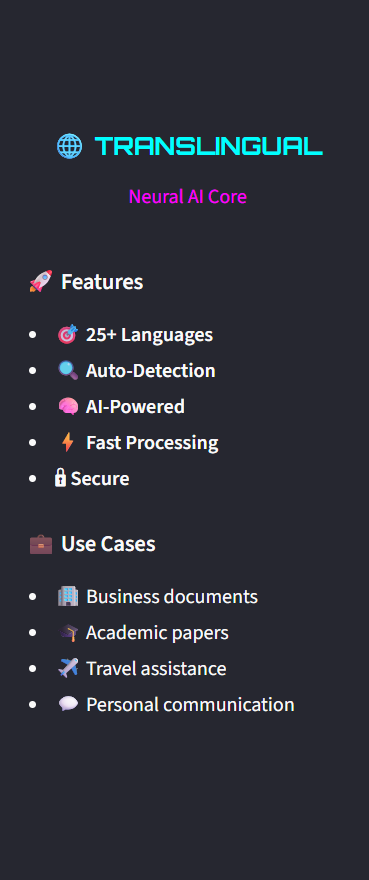 🌐 TRANSLINGUAL
Neural AI Core
🚀 Features
• 🎯 25+ Languages
• 🔍 Auto-Detection
• 🧠 AI-Powered
• ⚡ Fast Processing
• 🔒 Secure
💼 Use Cases
• 🏢 Business documents
• 🎓 Academic papers
• ✈️ Travel assistance
• 💬 Personal communication